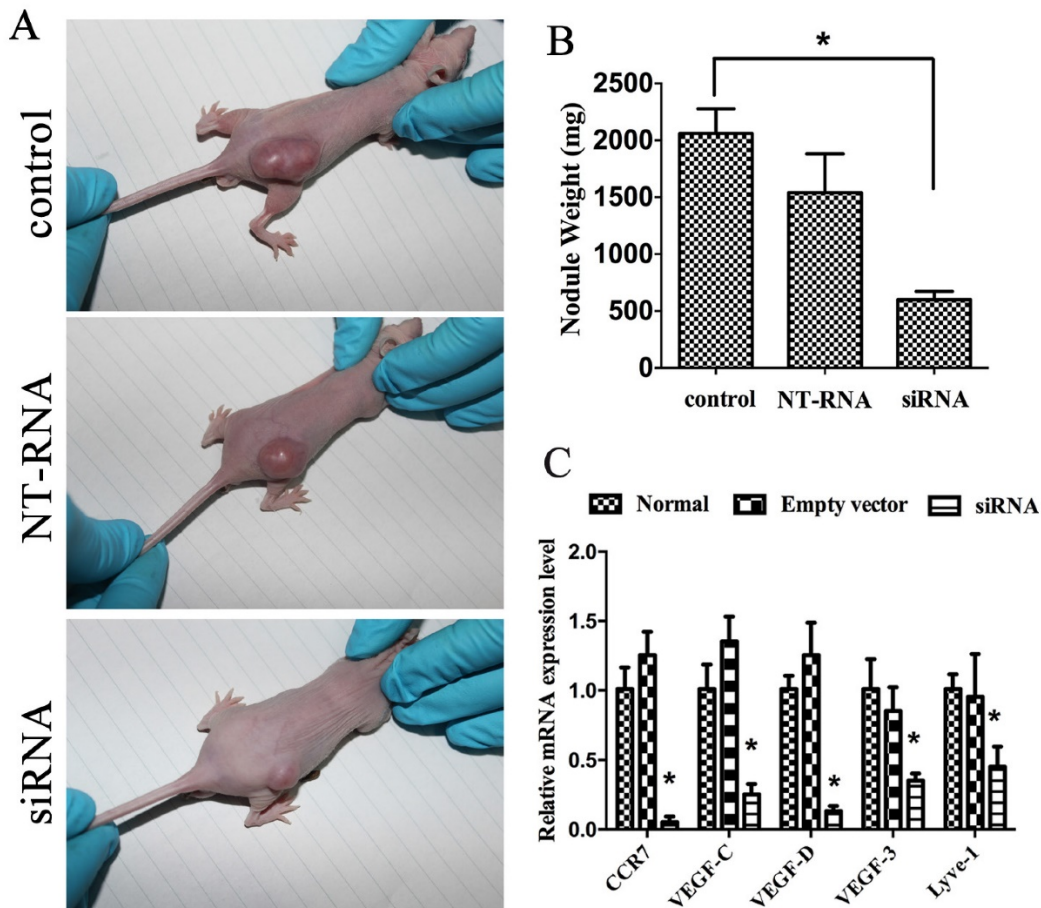 A
control
NT-RNA
siRNA
B
*
Nodule Weight (mg)
2500
2000
1500
1000
500
0
control NT-RNA siRNA
C
Normal Empty vector siRNA
Relative mRNA expression level
2.0
1.5
1.0
0.5
0.0
* * * * *
CCR7 VEGF-C VEGF-D VEGF-3 Lyve-1